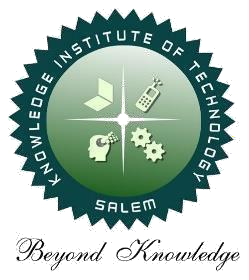 KNOWLEDGE INSTITUTE OF TECHNOLOGY
SALEM
Beyond Knowledge